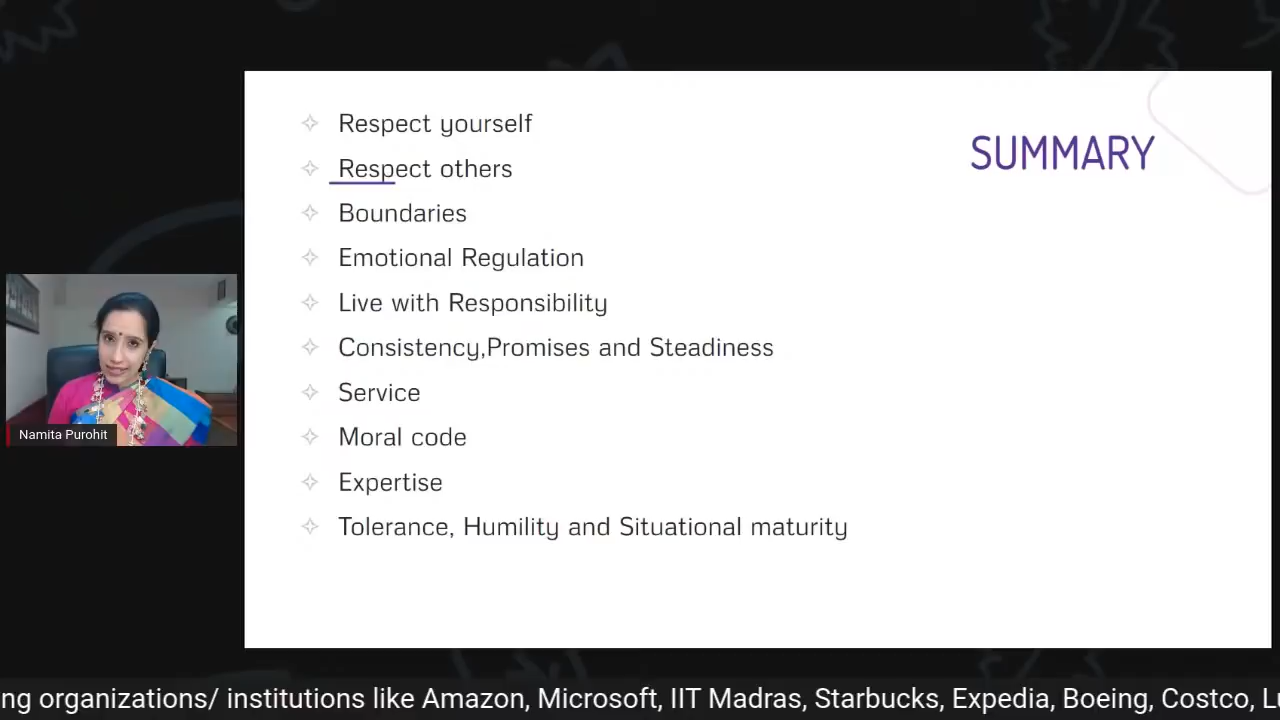 SUMMARY
Respect yourself
Respect others
Boundaries
Emotional Regulation
Live with Responsibility
Consistency,Promises and Steadiness
Service
Moral code
Expertise
Tolerance, Humility and Situational maturity
Namita Purohit
ng organizations/ institutions like Amazon, Microsoft, IIT Madras, Starbucks, Expedia, Boeing, Costco,